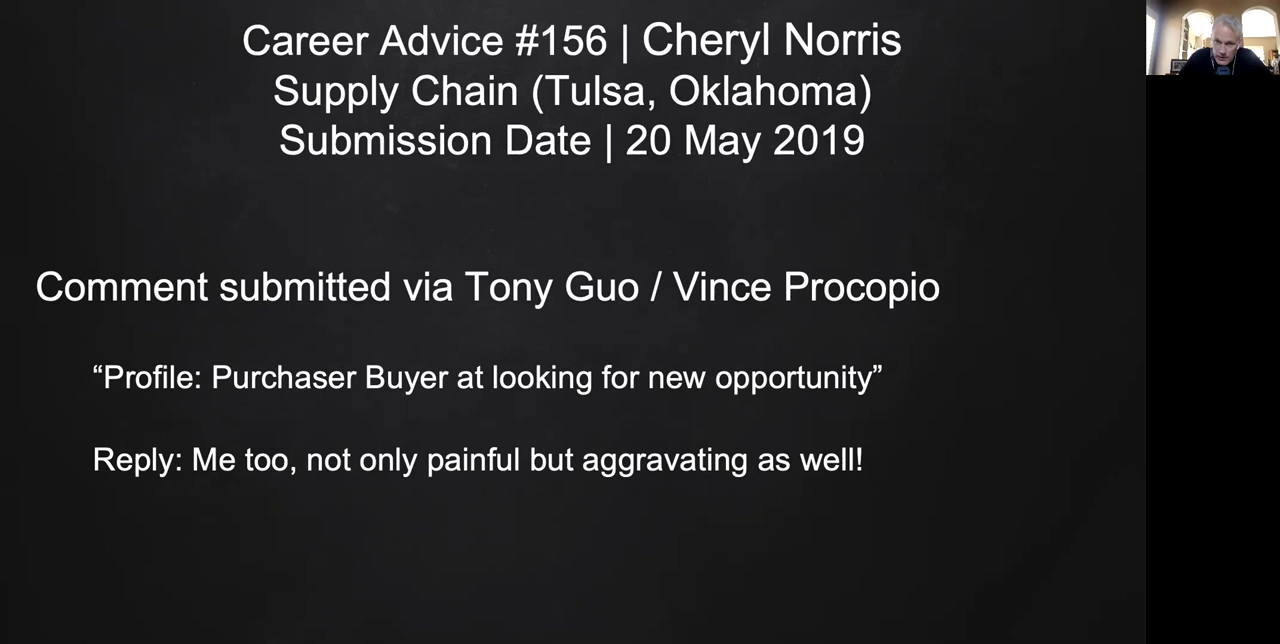 Career Advice #156 | Cheryl Norris
Supply Chain (Tulsa, Oklahoma)
Submission Date | 20 May 2019
Comment submitted via Tony Guo / Vince Procopio
“Profile: Purchaser Buyer at looking for new opportunity”
Reply: Me too, not only painful but aggravating as well!